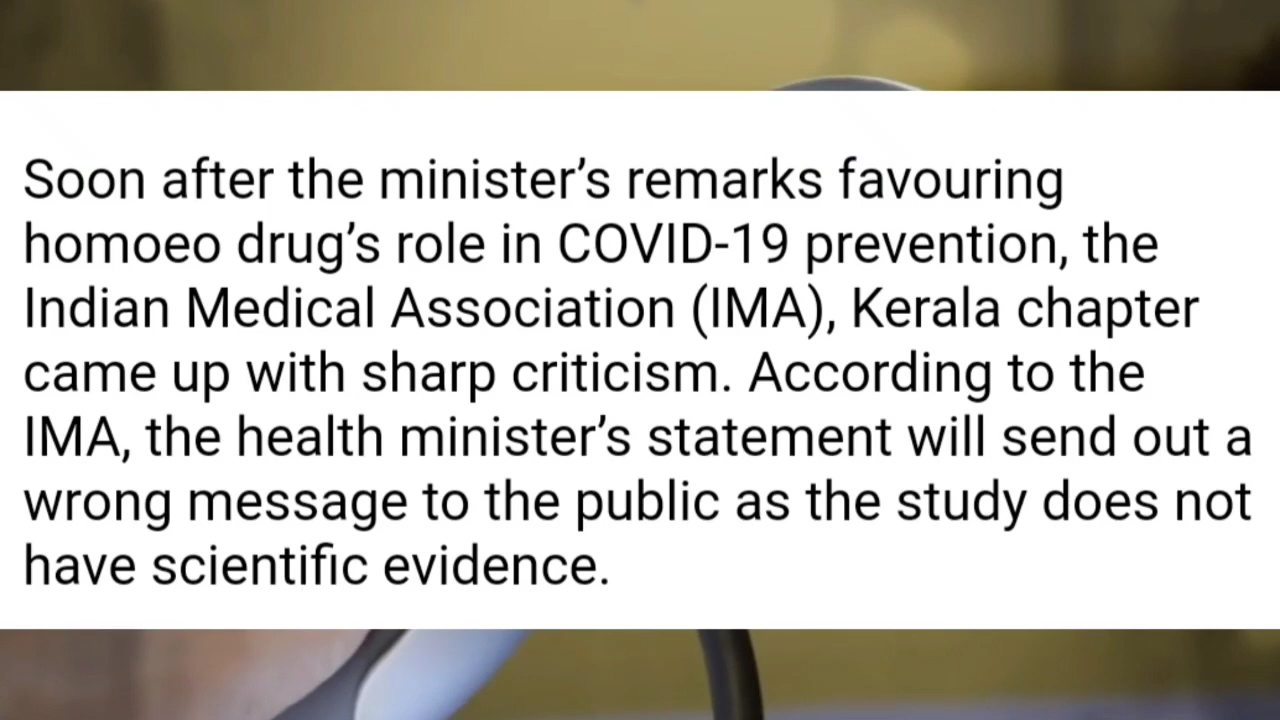 Soon after the minister’s remarks favouring
homoeo drug’s role in COVID-19 prevention, the
Indian Medical Association (IMA), Kerala chapter
came up with sharp criticism. According to the
IMA, the health minister’s statement will send out a
wrong message to the public as the study does not
have scientific evidence.